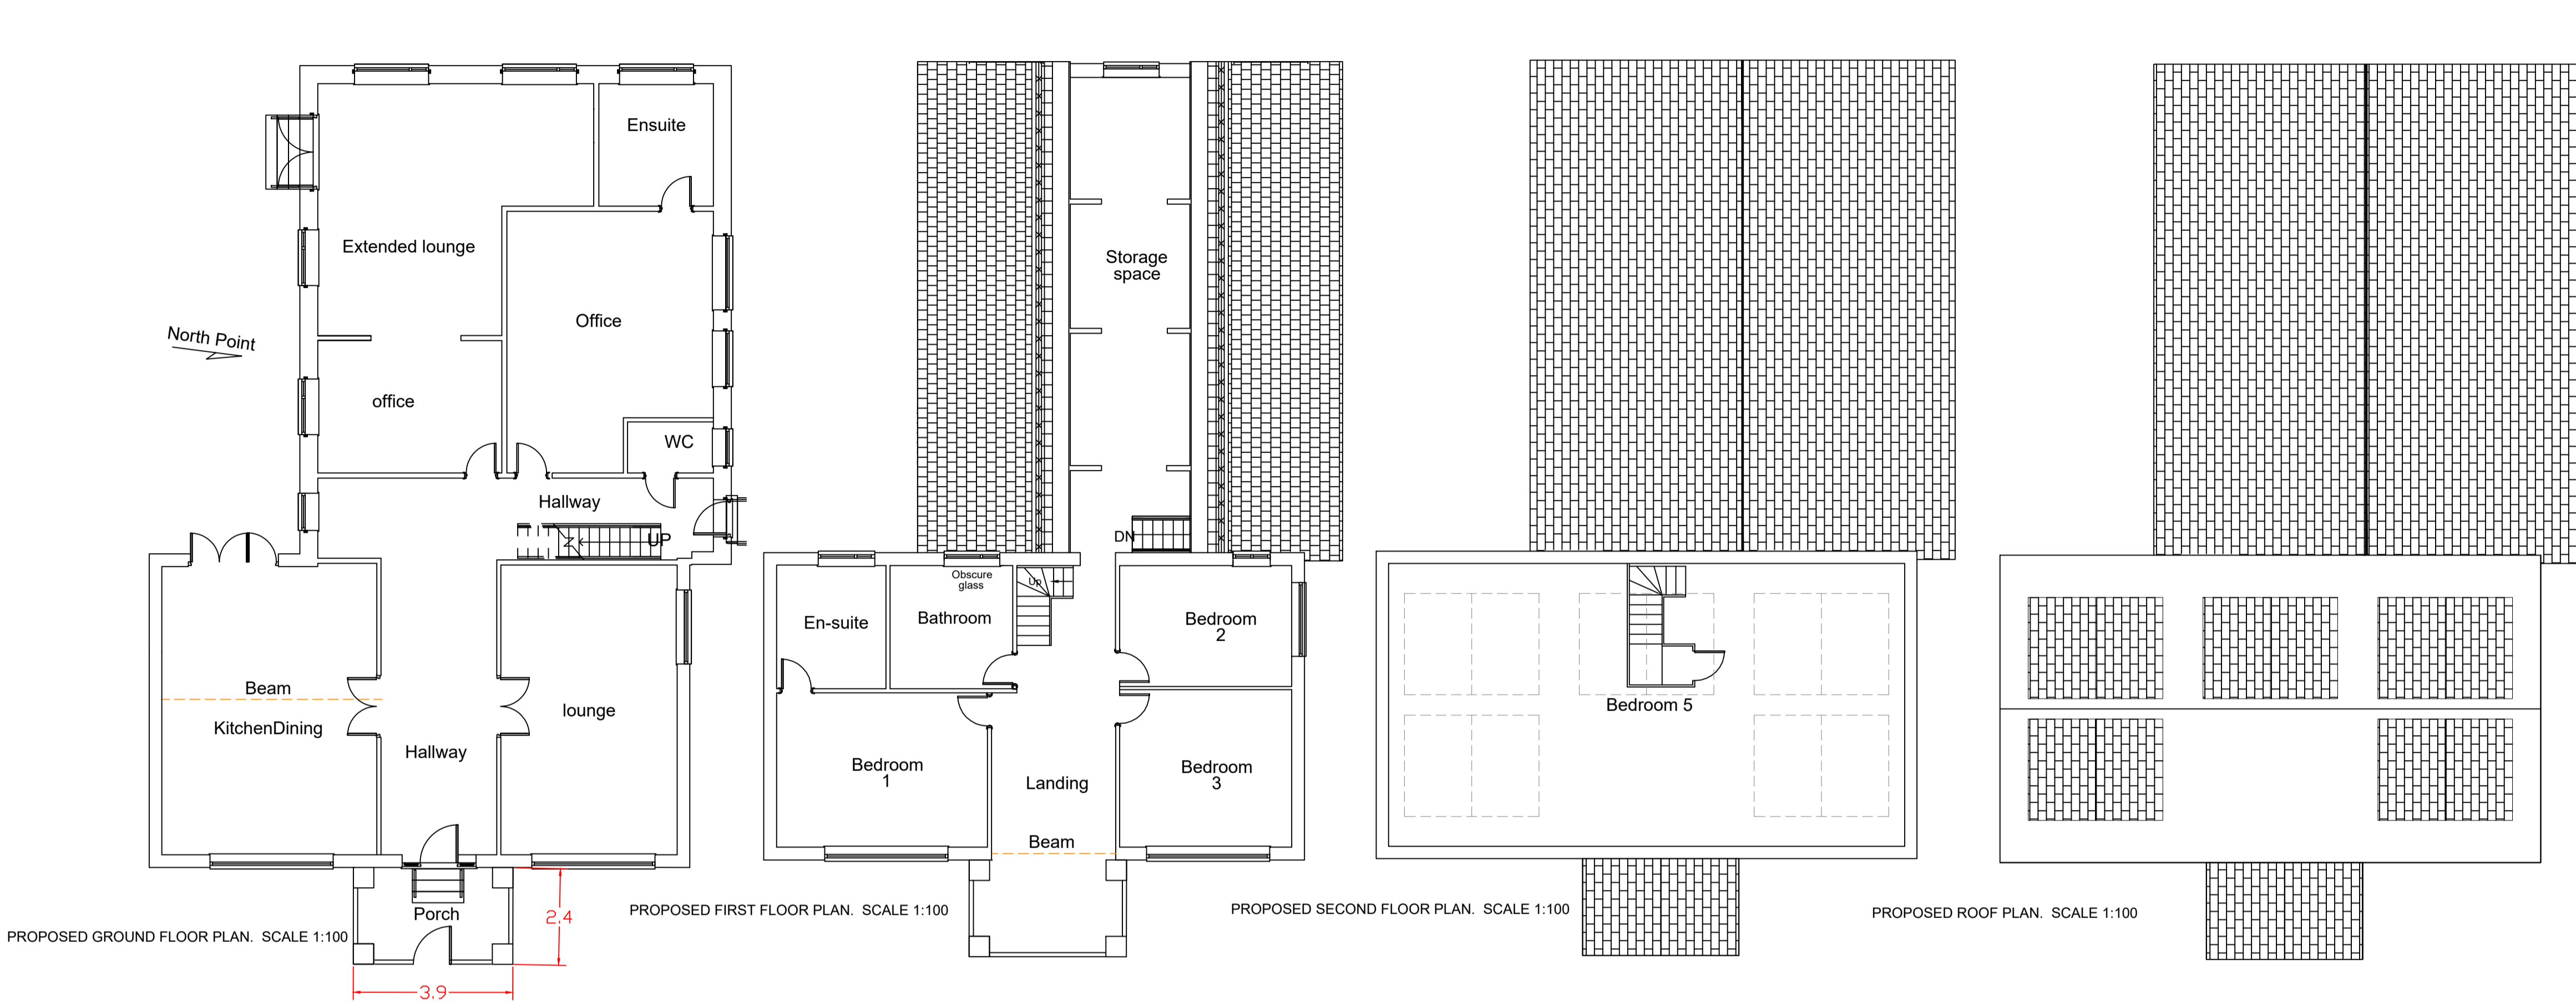 Ensuite
Extended lounge
Office
North Point
office
WC
Hallway
UP
Beam
KitchenDining
lounge
Hallway
Porch
2.4
3.9
PROPOSED GROUND FLOOR PLAN. SCALE 1:100
Storage
space
DN
Obscure
glass
Up
En-suite
Bathroom
Bedroom
2
Bedroom
1
Bedroom
3
Landing
Beam
PROPOSED FIRST FLOOR PLAN. SCALE 1:100
Bedroom 5
PROPOSED SECOND FLOOR PLAN. SCALE 1:100
PROPOSED ROOF PLAN. SCALE 1:100